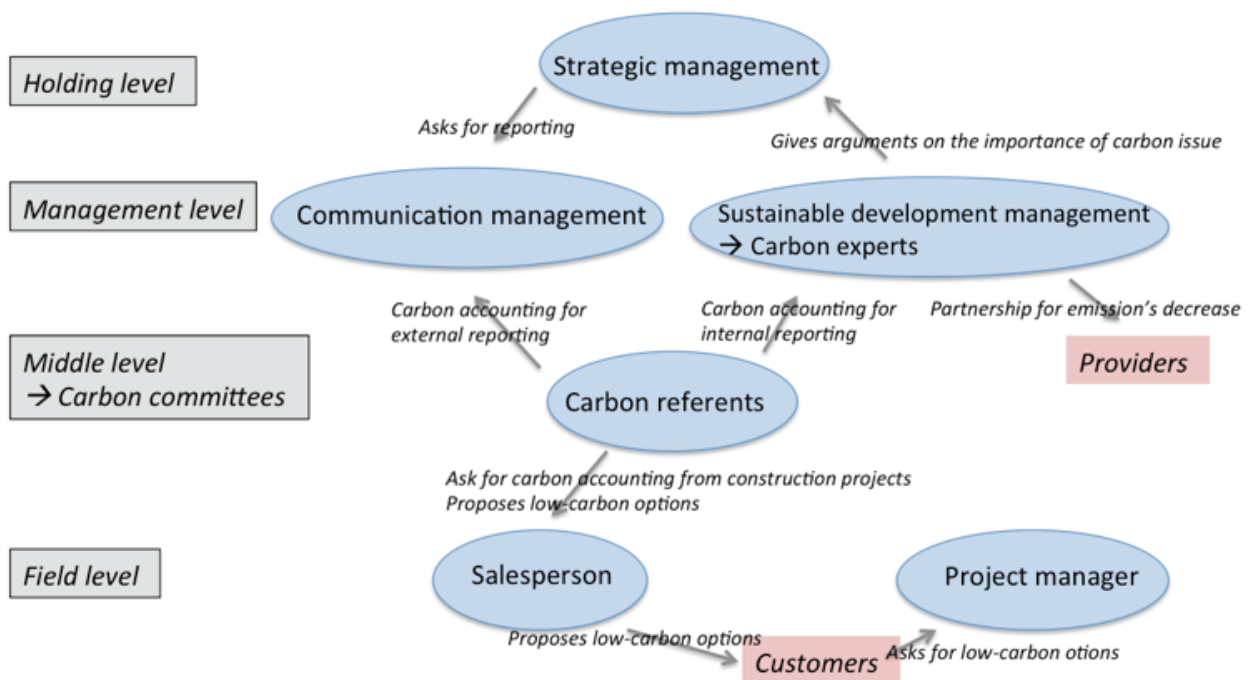 Strategic management
Holding level
Asks for reporting
Gives arguments on the importance of carbon issue
Management level
Communication management
Sustainable development management
→ Carbon experts
Carbon accounting for
external reporting
Carbon accounting for
internal reporting
Partnership for emission's decrease
Middle level
→ Carbon committees
Providers
Carbon referents
Ask for carbon accounting from construction projects
Proposes low-carbon options
Field level
Salesperson
Project manager
Proposes low-carbon options
Customers
Asks for low-carbon otions